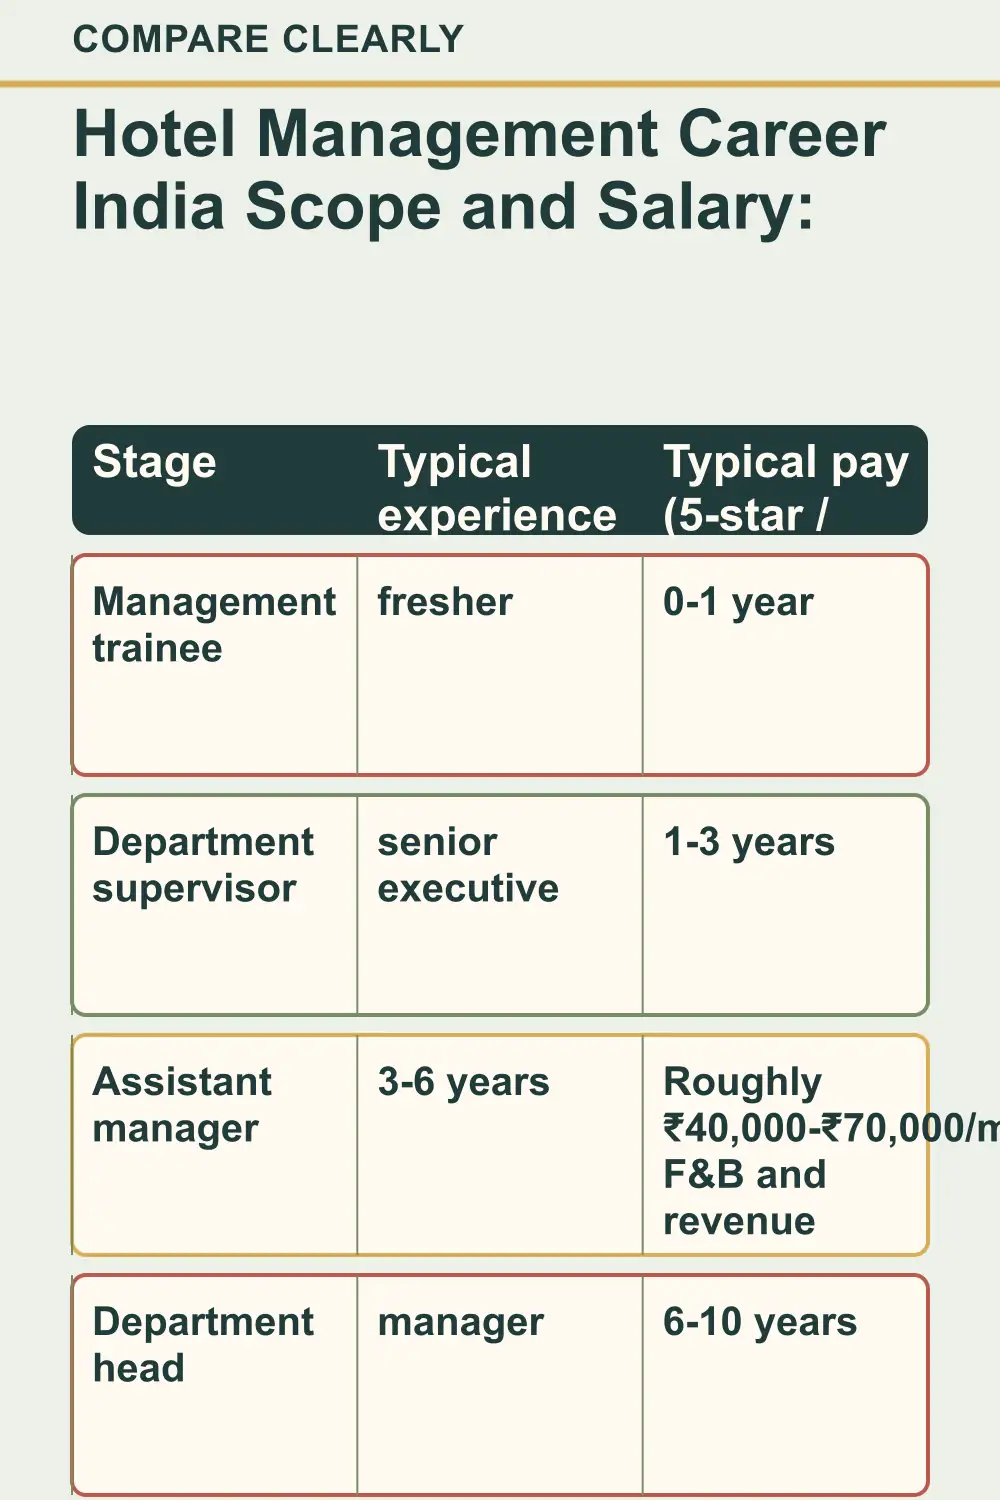 COMPARE CLEARLY
Hotel Management Career
India Scope and Salary:
Stage
Typical
experience
Typical pay
(5-star /
Management
trainee
fresher
0-1 year
Department
supervisor
senior
executive
1-3 years
Assistant
manager
3-6 years
Roughly
₹40,000-₹70,000/m
F&B and
revenue
Department
head
manager
6-10 years